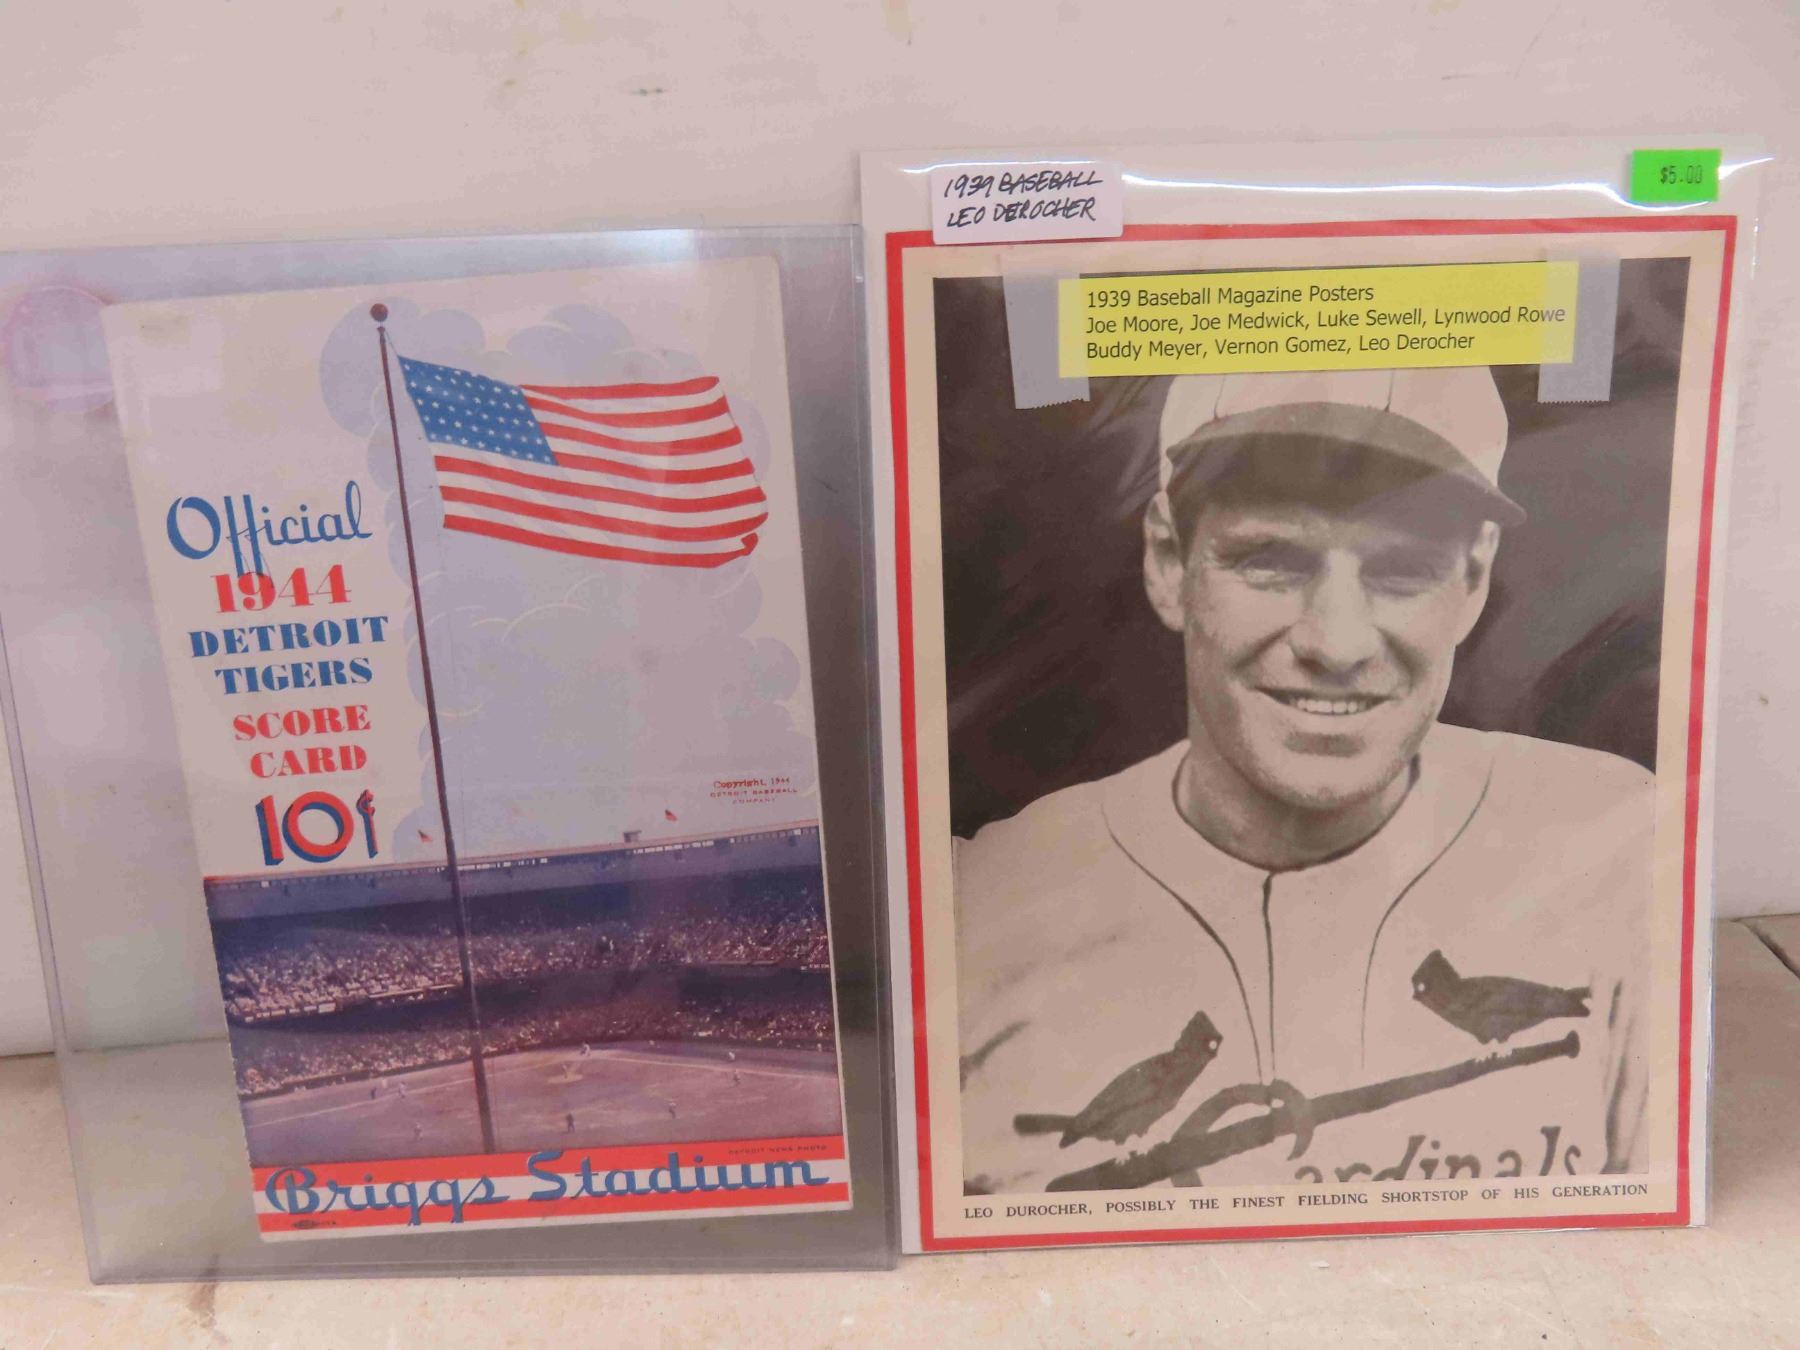 Official
1944
DETROIT
TIGERS
SCORE
CARD
10¢
Copyright, 1944
DETROIT BASEBALL
COMPANY
DETROIT NEWS PHOTO
Briggs Stadium
1939 BASEBALL
LEO DEROCHER
$5.00
1939 Baseball Magazine Posters
Joe Moore, Joe Medwick, Luke Sewell, Lynwood Rowe
Buddy Meyer, Vernon Gomez, Leo Derocher
ardinals
LEO DUROCHER, POSSIBLY THE FINEST FIELDING SHORTSTOP OF HIS GENERATION